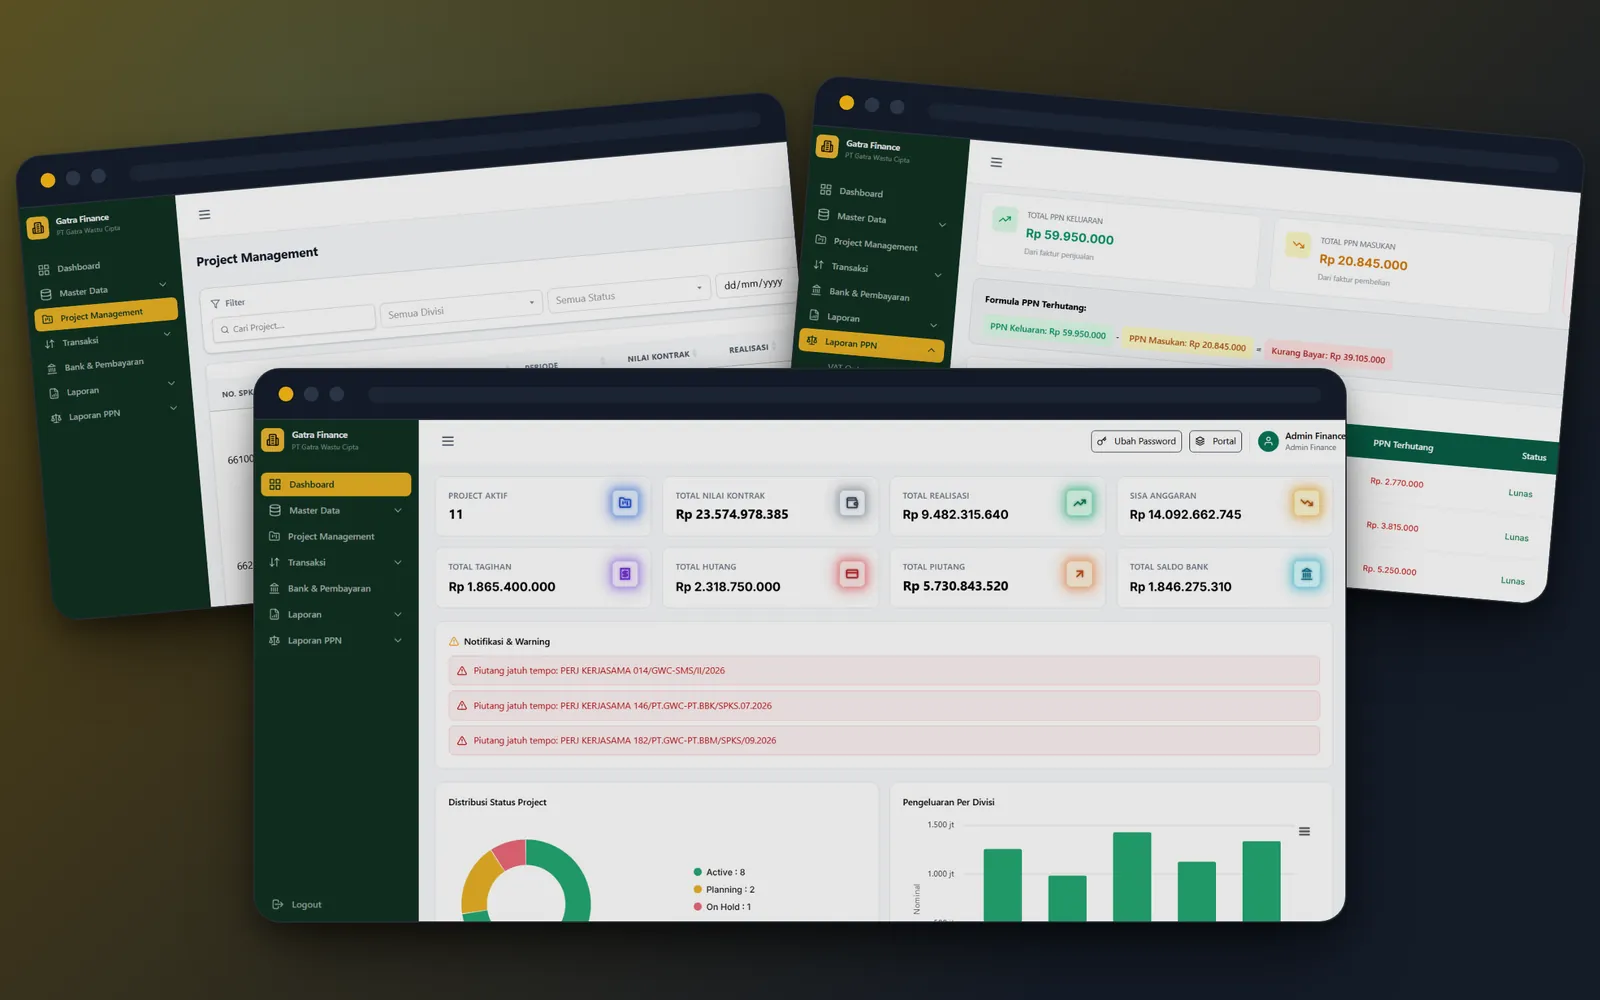 Gatra Finance
PT Gatra Wastu Cipta
Dashboard
Master Data
Project Management
Transaksi
Bank & Pembayaran
Laporan
Laporan PPN
Project Management
Filter
Cari Project...
Semua Divisi
Semua Status
dd/mm/yyyy
NO. SPK
PERIODE
NILAI KONTRAK
REALISASI
66100
662
Gatra Finance
PT Gatra Wastu Cipta
Dashboard
Master Data
Project Management
Transaksi
Bank & Pembayaran
Laporan
Laporan PPN
TOTAL PPN KELUARAN
Rp 59.950.000
Dari faktur penjualan
TOTAL PPN MASUKAN
Rp 20.845.000
Dari faktur pembelian
Formula PPN Terhutang:
PPN Keluaran: Rp 59.950.000 - PPN Masukan: Rp 20.845.000 = Kurang Bayar: Rp 39.105.000
PPN Terhutang Status
Rp. 2.770.000 Lunas
Rp. 3.815.000 Lunas
Rp. 5.250.000 Lunas
Gatra Finance
PT Gatra Wastu Cipta
Dashboard
Master Data
Project Management
Transaksi
Bank & Pembayaran
Laporan
Laporan PPN
Logout
Ubah Password
Portal
Admin Finance
Admin Finance
PROJECT AKTIF
11
TOTAL NILAI KONTRAK
Rp 23.574.978.385
TOTAL REALISASI
Rp 9.482.315.640
SISA ANGGARAN
Rp 14.092.662.745
TOTAL TAGIHAN
Rp 1.865.400.000
TOTAL HUTANG
Rp 2.318.750.000
TOTAL PIUTANG
Rp 5.730.843.520
TOTAL SALDO BANK
Rp 1.846.275.310
Notifikasi & Warning
Piutang jatuh tempo: PERJ KERJASAMA 014/GWC-SMS/II/2026
Piutang jatuh tempo: PERJ KERJASAMA 146/PT.GWC-PT.BBK/SPKS.07.2026
Piutang jatuh tempo: PERJ KERJASAMA 182/PT.GWC-PT.BBM/SPKS/09.2026
Distribusi Status Project
Active : 8
Planning : 2
On Hold : 1
Pengeluaran Per Divisi
1.500 jt
1.000 jt
Nominal